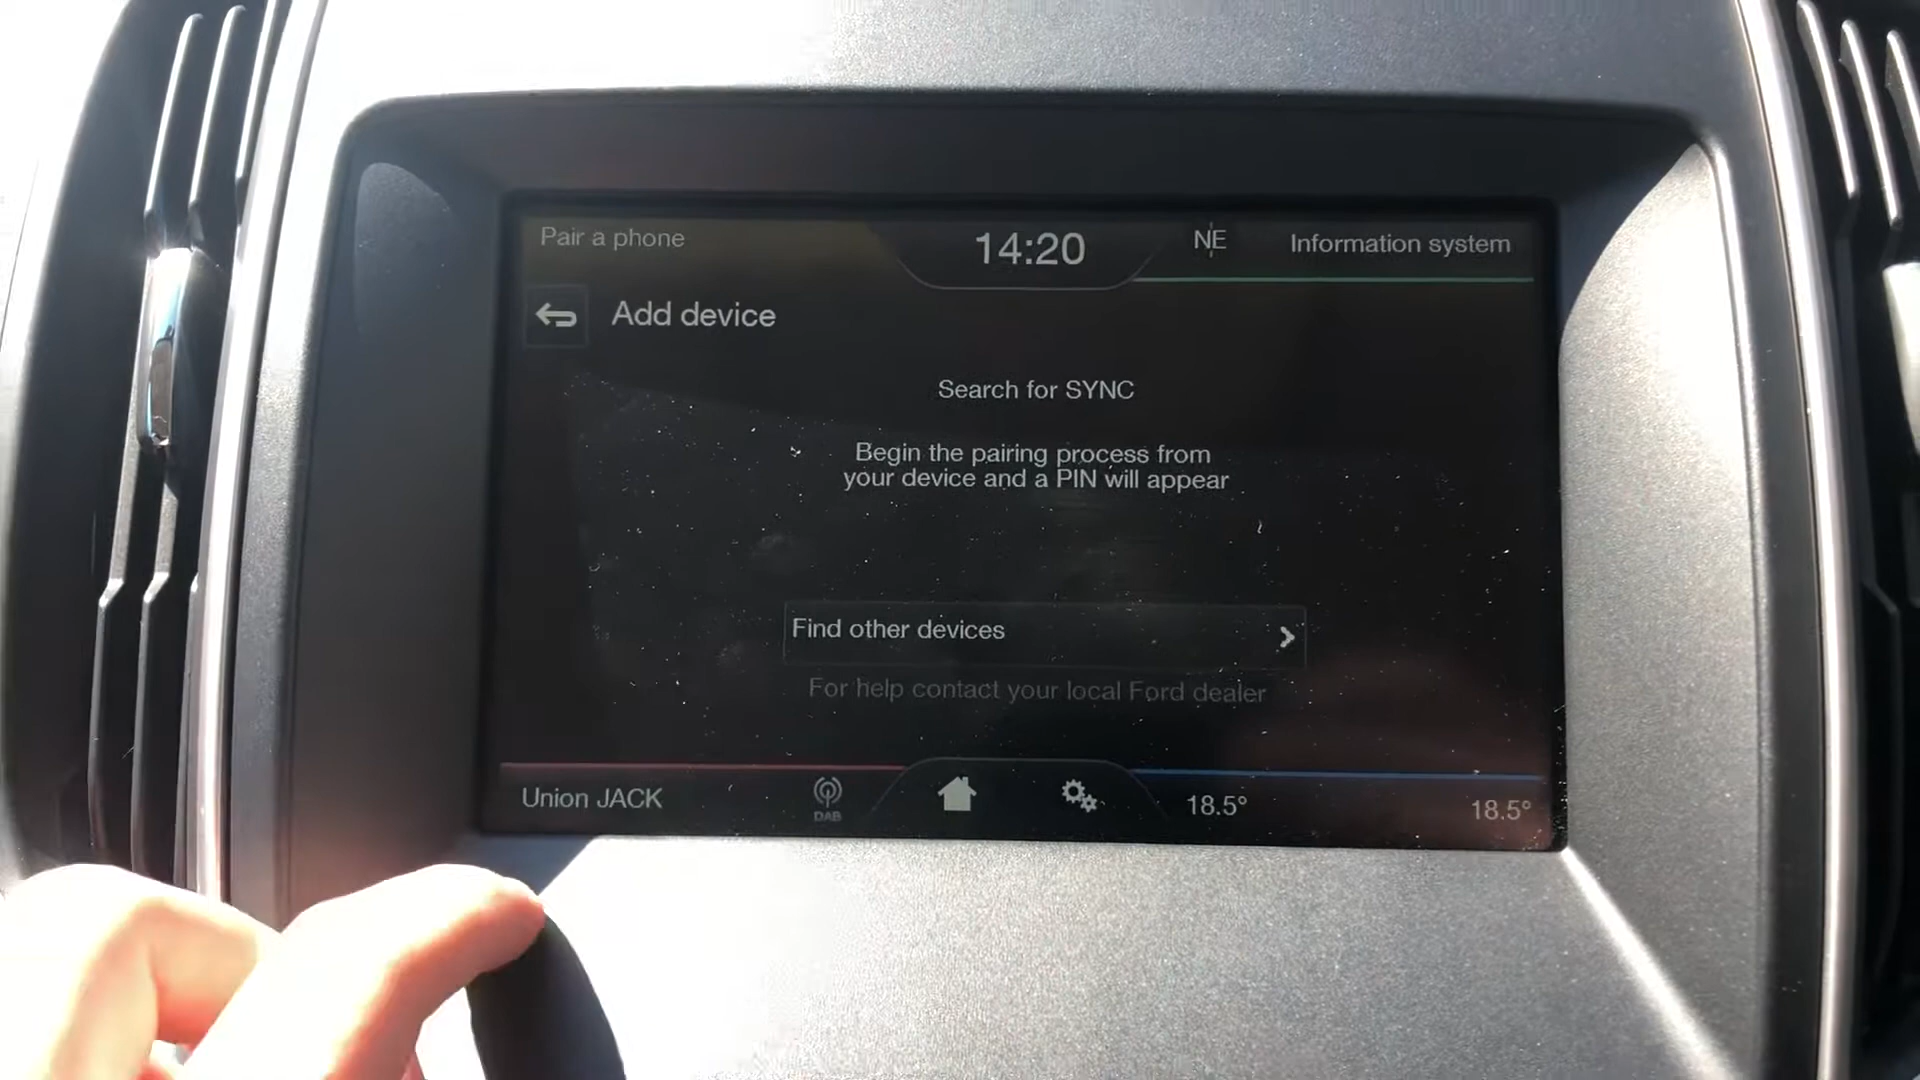 Pair a phone
14:20
NE
Information system
Add device
Search for SYNC
Begin the pairing process from
your device and a PIN will appear
Find other devices
For help contact your local Ford dealer
Union JACK
DAB
18.5°
18.5°